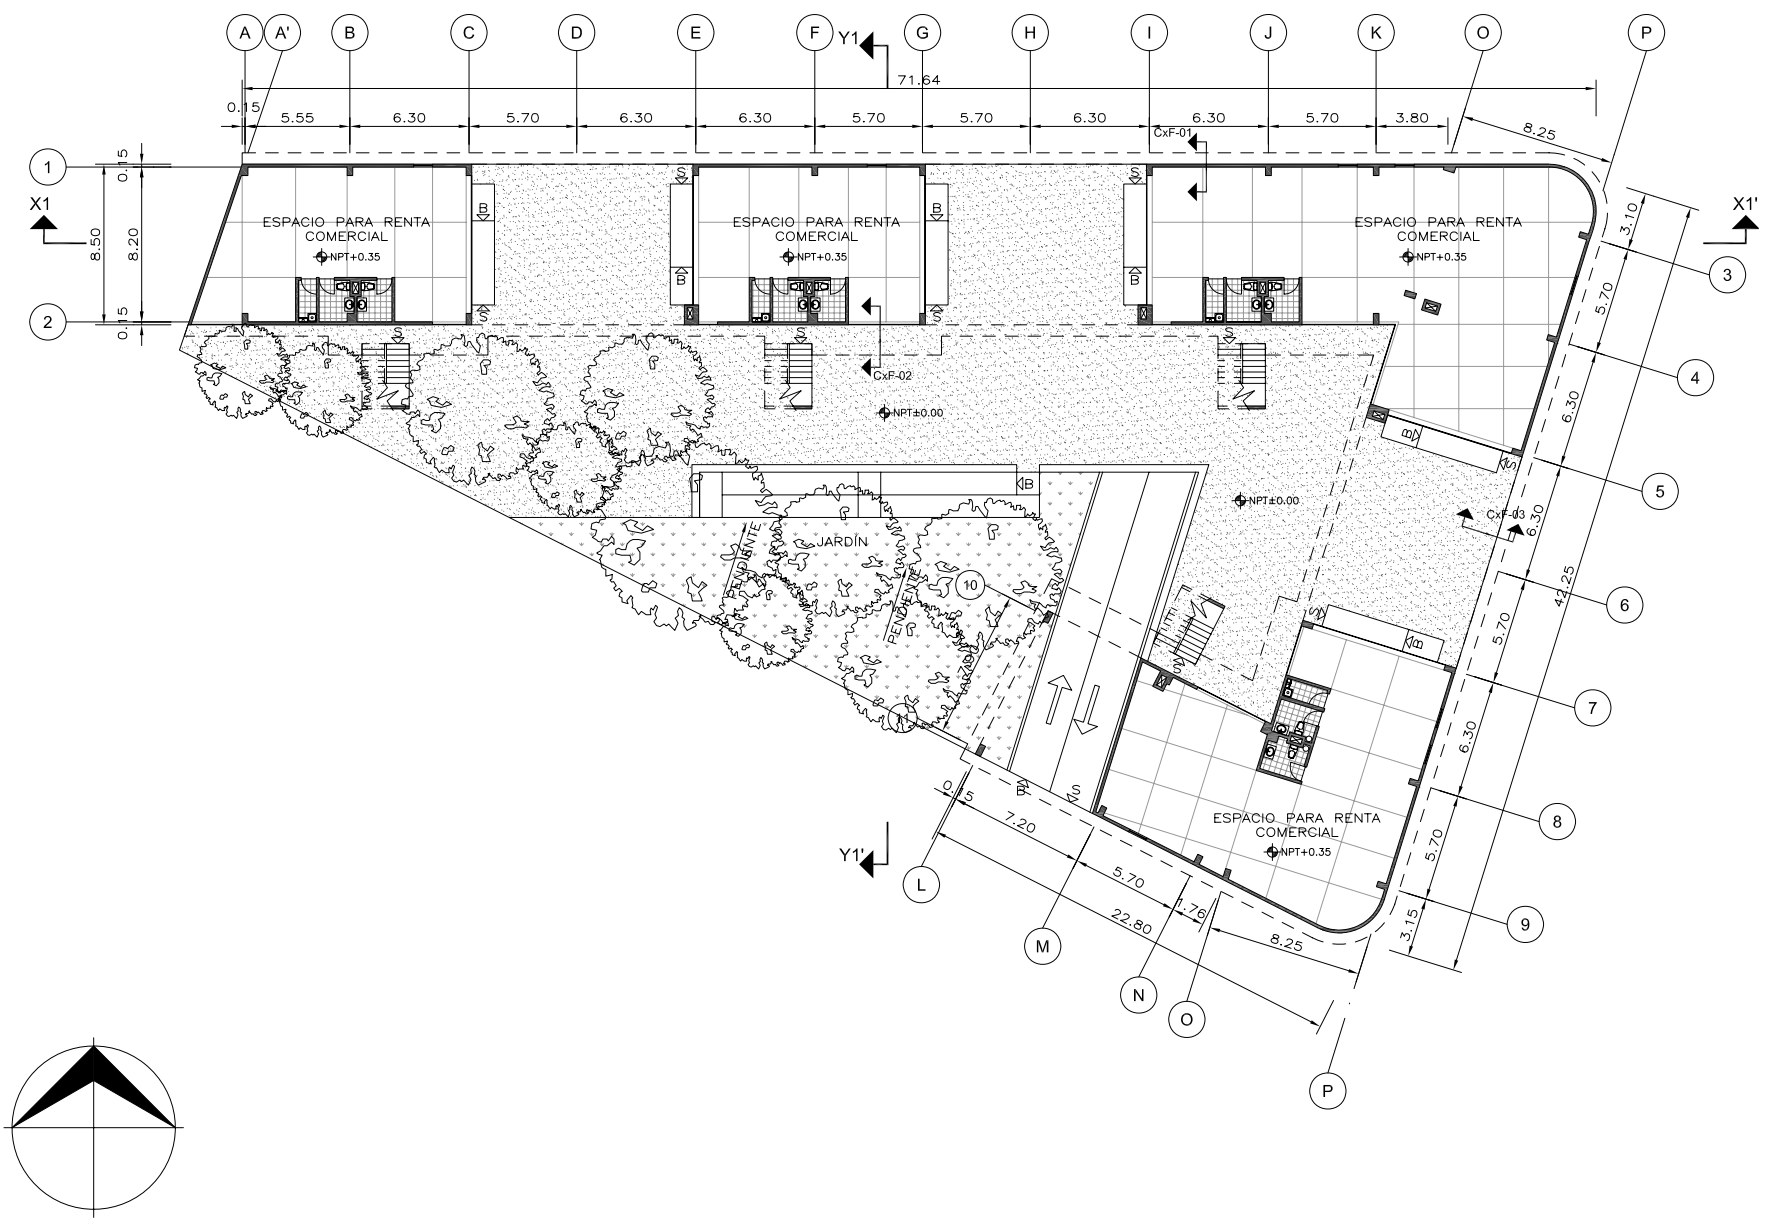 A A' B C D E F G H I J K O P
Y1
71.64
0.15
5.55 6.30 5.70 6.30 6.30 5.70 5.70 6.30 6.30 5.70 3.80
8.25
CxF-01
1
0.15
X1
X1'
8.50
8.20
2
0.15
S S S
B B
B B
S S
ESPACIO PARA RENTA
COMERCIAL
NPT+0.35
ESPACIO PARA RENTA
COMERCIAL
NPT+0.35
ESPACIO PARA RENTA
COMERCIAL
NPT+0.35
3.10
3
5.70
4
6.30
5
6.30
42.25
S S S
CxF-02
NPT±0.00
B
S
B
NPT±0.00
CxF-03
JARDÍN
PENDIENTE
PENDIENTE
10
11
6
5.70
7
S
B
S
6.30
8
ESPACIO PARA RENTA
COMERCIAL
NPT+0.35
5.70
9
3.15
B
S
0.15
7.20
5.70
1.76
22.80
8.25
Y1'
L
M
N
O
P